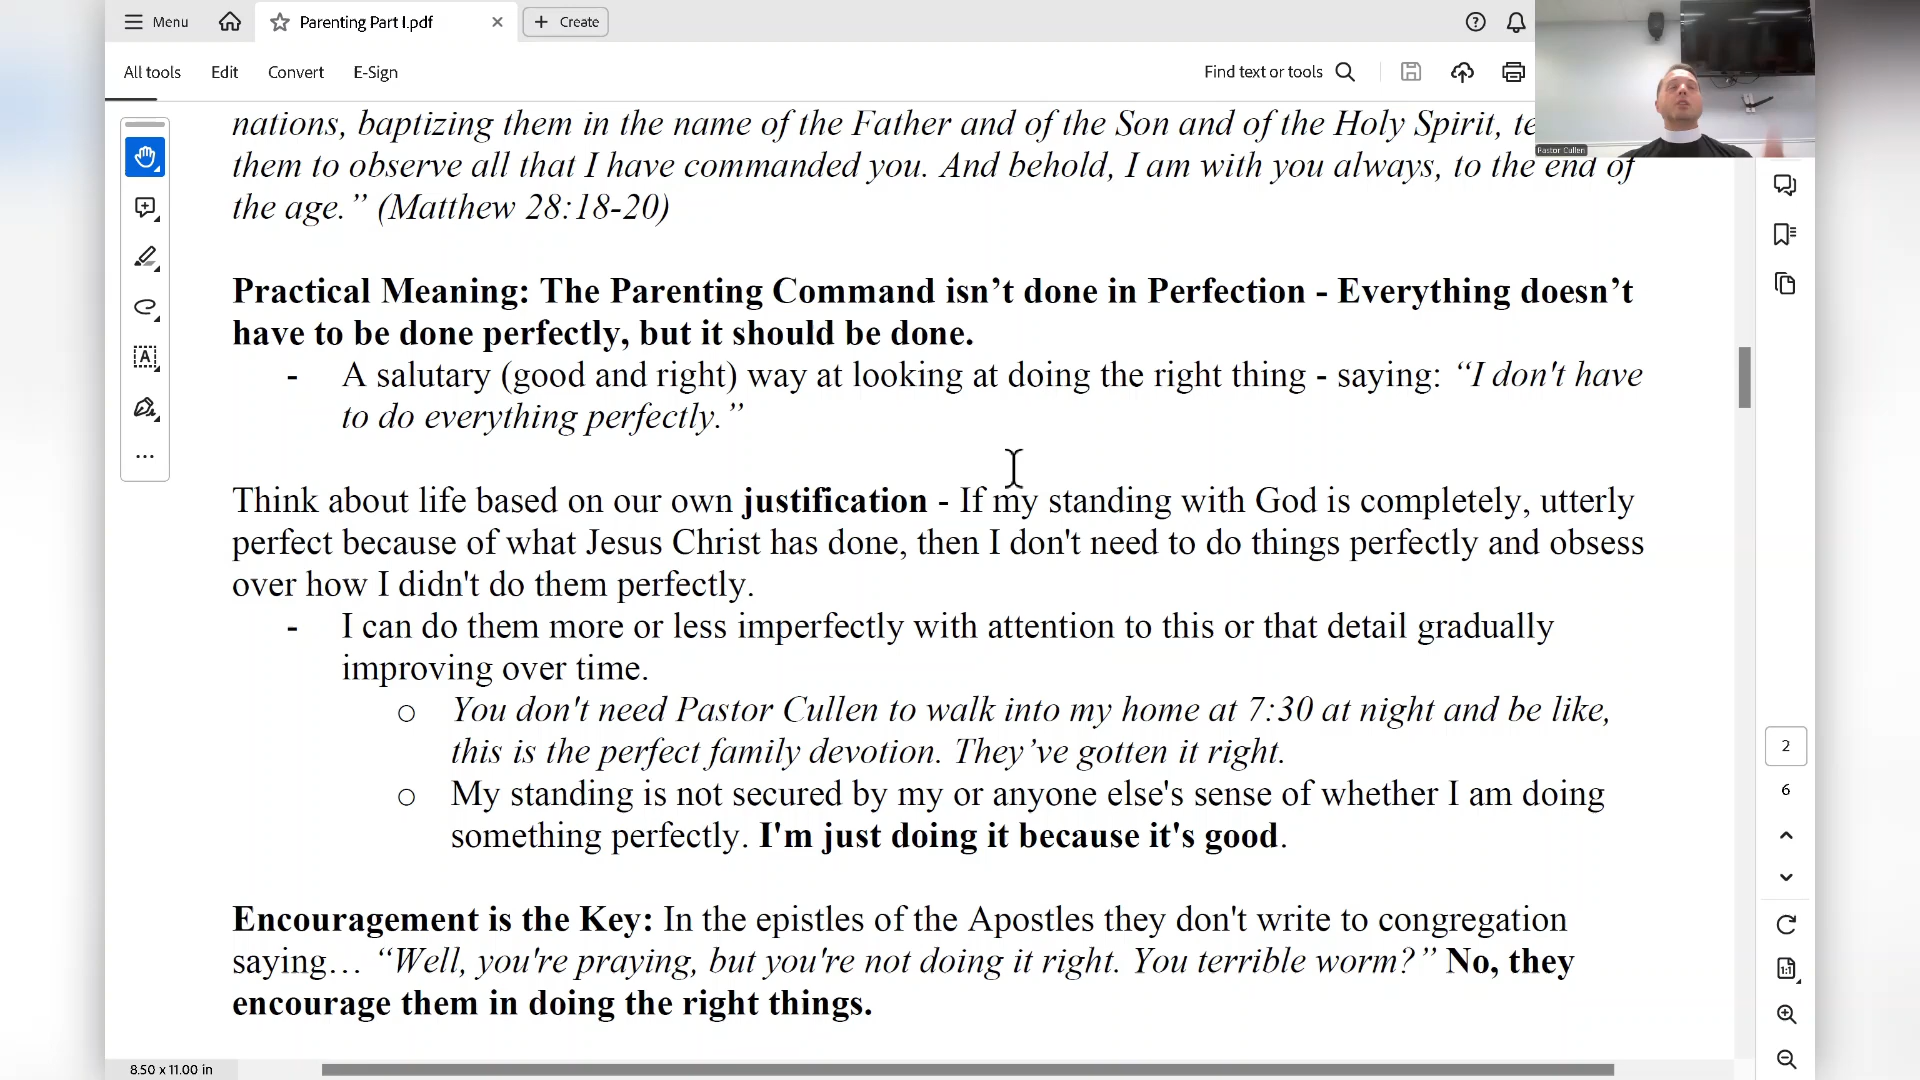 Menu
Parenting Part I.pdf
Create
All tools
Edit
Convert
E-Sign
Find text or tools
Pastor Cullen
nations, baptizing them in the name of the Father and of the Son and of the Holy Spirit,
them to observe all that I have commanded you. And behold, I am with you always, to the end of
the age.” (Matthew 28:18-20)
Practical Meaning: The Parenting Command isn’t done in Perfection - Everything doesn’t
have to be done perfectly, but it should be done.
- A salutary (good and right) way at looking at doing the right thing - saying: “I don't have
to do everything perfectly.”
Think about life based on our own justification - If my standing with God is completely, utterly
perfect because of what Jesus Christ has done, then I don't need to do things perfectly and obsess
over how I didn't do them perfectly.
- I can do them more or less imperfectly with attention to this or that detail gradually
improving over time.
o You don't need Pastor Cullen to walk into my home at 7:30 at night and be like,
this is the perfect family devotion. They’ve gotten it right.
o My standing is not secured by my or anyone else's sense of whether I am doing
something perfectly. I'm just doing it because it's good.
Encouragement is the Key: In the epistles of the Apostles they don't write to congregation
saying… “Well, you're praying, but you're not doing it right. You terrible worm?” No, they
encourage them in doing the right things.
2
6
8.50 x 11.00 in